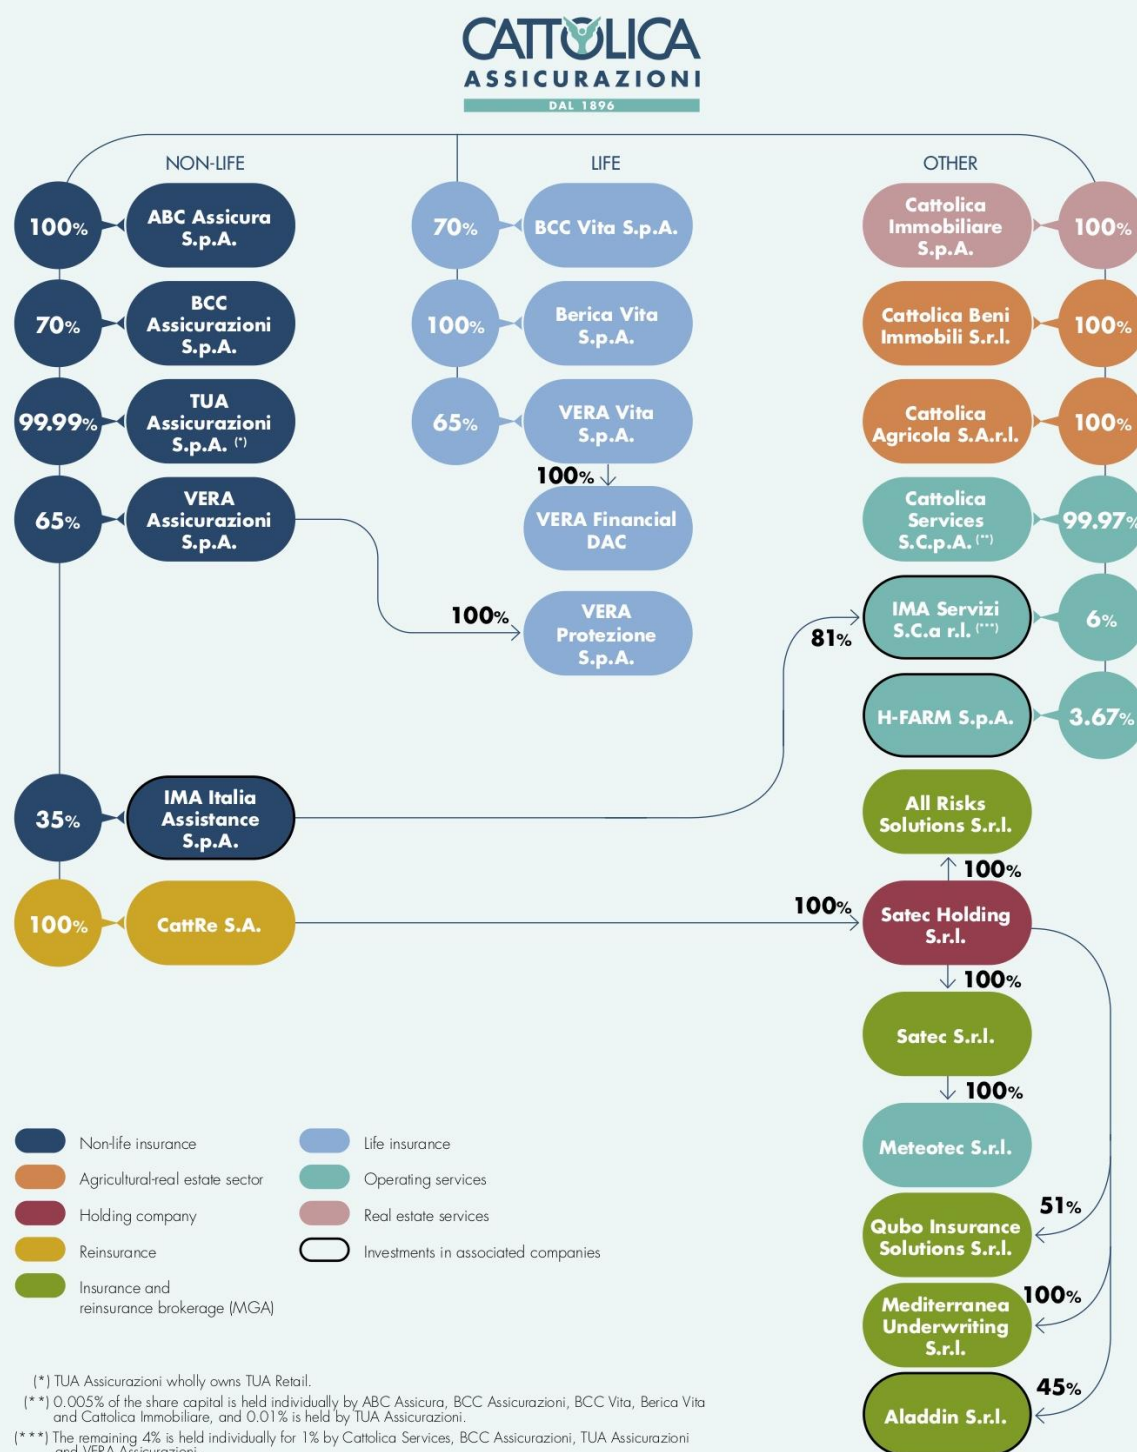 CATTOLICA
ASSICURAZIONI
DAL 1896
NON-LIFE
LIFE
OTHER
100%
ABC Assicura
S.p.A.
70%
BCC
Assicurazioni
S.p.A.
99.99%
TUA
Assicurazioni
S.p.A. (*)
65%
VERA
Assicurazioni
S.p.A.
35%
IMA Italia
Assistance
S.p.A.
100%
CattRe S.A.
70%
BCC Vita S.p.A.
100%
Berica Vita
S.p.A.
65%
VERA Vita
S.p.A.
100%
VERA Financial
DAC
100%
VERA
Protezione
S.p.A.
Cattolica
Immobiliare
S.p.A.
100%
Cattolica Beni
Immobili S.r.l.
100%
Cattolica
Agricola S.A.r.l.
100%
Cattolica
Services
S.C.p.A. (**)
99.97%
81%
IMA Servizi
S.C.a r.l. (***)
6%
H-FARM S.p.A.
3.67%
All Risks
Solutions S.r.l.
100%
100%
Satec Holding
S.r.l.
100%
Satec S.r.l.
100%
Meteotec S.r.l.
51%
Qubo Insurance
Solutions S.r.l.
100%
Mediterranea
Underwriting
S.r.l.
45%
Aladdin S.r.l.
Non-life insurance
Agricultural-real estate sector
Holding company
Reinsurance
Insurance and
reinsurance brokerage (MGA)
Life insurance
Operating services
Real estate services
Investments in associated companies
(*) TUA Assicurazioni wholly owns TUA Retail.
(**) 0.005% of the share capital is held individually by ABC Assicura, BCC Assicurazioni, BCC Vita, Berica Vita
and Cattolica Immobiliare, and 0.01% is held by TUA Assicurazioni.
(***) The remaining 4% is held individually for 1% by Cattolica Services, BCC Assicurazioni, TUA Assicurazioni
and VERA Assicurazioni.